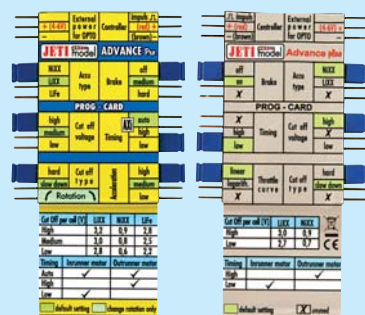 + (4.6V) External power for OPTO Controller Impuls + (red) - (brown)
JETI model ADVANCE Plus
NiXX off
LiXX Accu type Brake medium
LiFe hard
PROG - CARD
high auto
medium Cut off voltage Timing high
low low
hard high
slow down Cut off type Acceleration medium
Rotation low
Cut Off per cell [V] LiXX NiXX LiFe
High 3,2 0,9 2,8
Medium 3,0 0,8 2,5
Low 2,8 0,6 2,2
Timing Inrunner motor Outrunner motor
Auto ✓
High ✓
Low ✓
default setting change rotation only
Impuls + (red) - (brown) Controller External power for OPTO + (4.6V) -
JETI model Advance plus
off NiXX
on Brake Accu type LiXX
X X
PROG - CARD
X high
high Timing Cut off voltage X
low low
linear hard
logarith. Throttle curve Cut off type slow down
X X
Cut Off per cell [V] LiXX NiXX
High 3,0 0,9
Low 2,7 0,7
CE
Timing Inrunner motor Outrunner motor
High ✓
Low ✓
default setting X unused